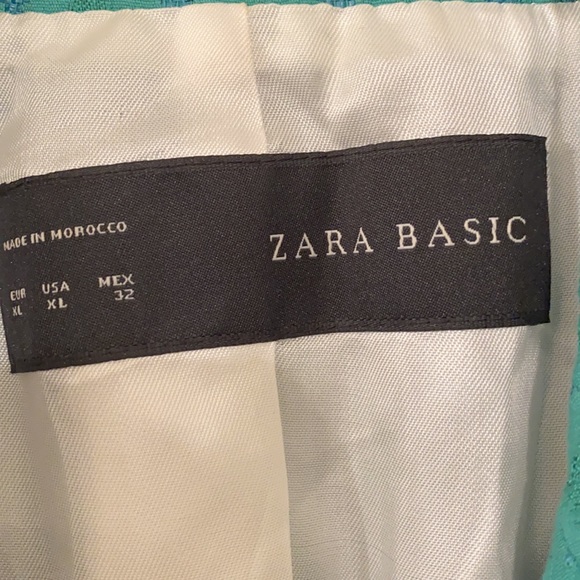 MADE IN MOROCCO
ZARA BASIC
EUR USA MEX
XL XL 32